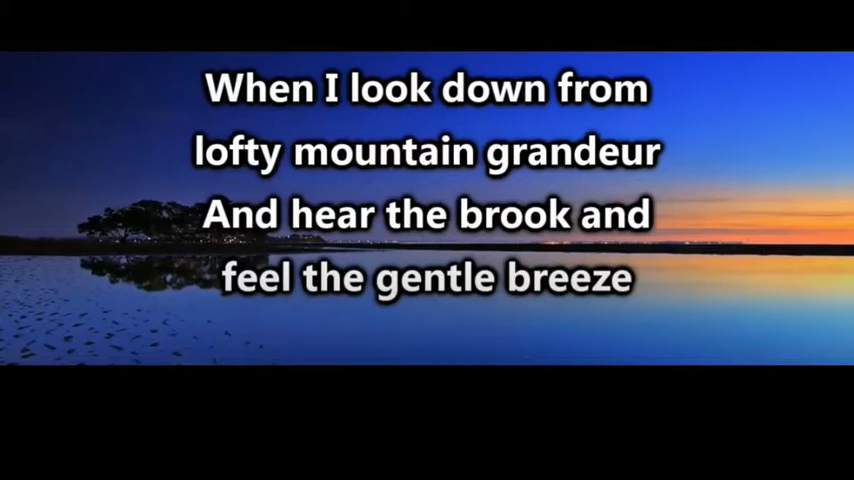 When I look down from
lofty mountain grandeur
And hear the brook and
feel the gentle breeze